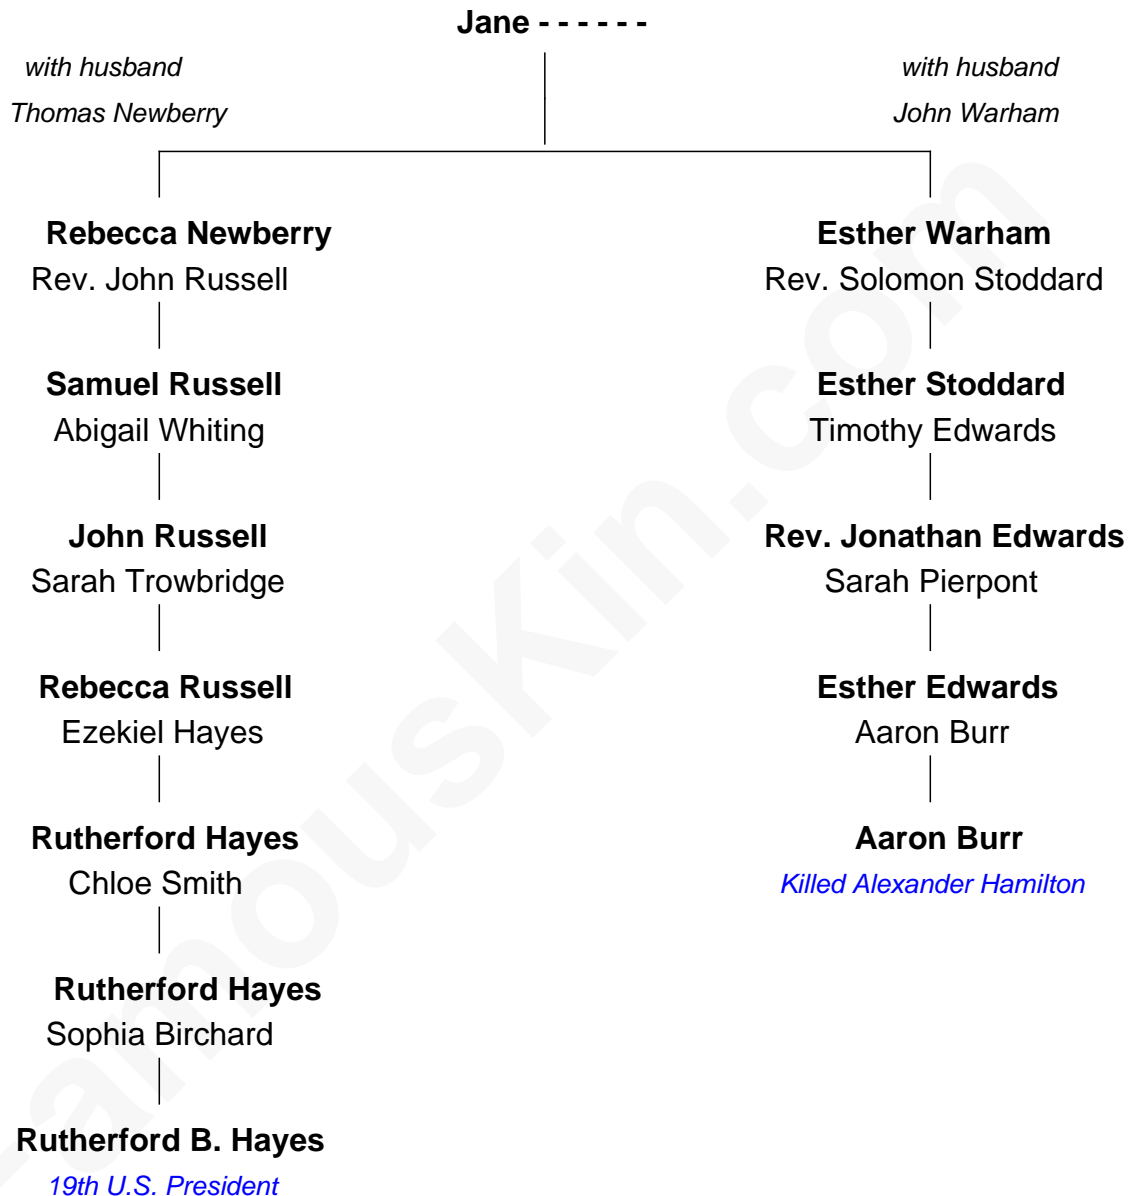 Jane - - - - - -
with husband
Thomas Newberry
with husband
John Warham
Rebecca Newberry
Rev. John Russell
Esther Warham
Rev. Solomon Stoddard
Samuel Russell
Abigail Whiting
Esther Stoddard
Timothy Edwards
John Russell
Sarah Trowbridge
Rev. Jonathan Edwards
Sarah Pierpont
Rebecca Russell
Ezekiel Hayes
Esther Edwards
Aaron Burr
Rutherford Hayes
Chloe Smith
Aaron Burr
Killed Alexander Hamilton
Rutherford Hayes
Sophia Birchard
Rutherford B. Hayes
19th U.S. President
FamousKin.com